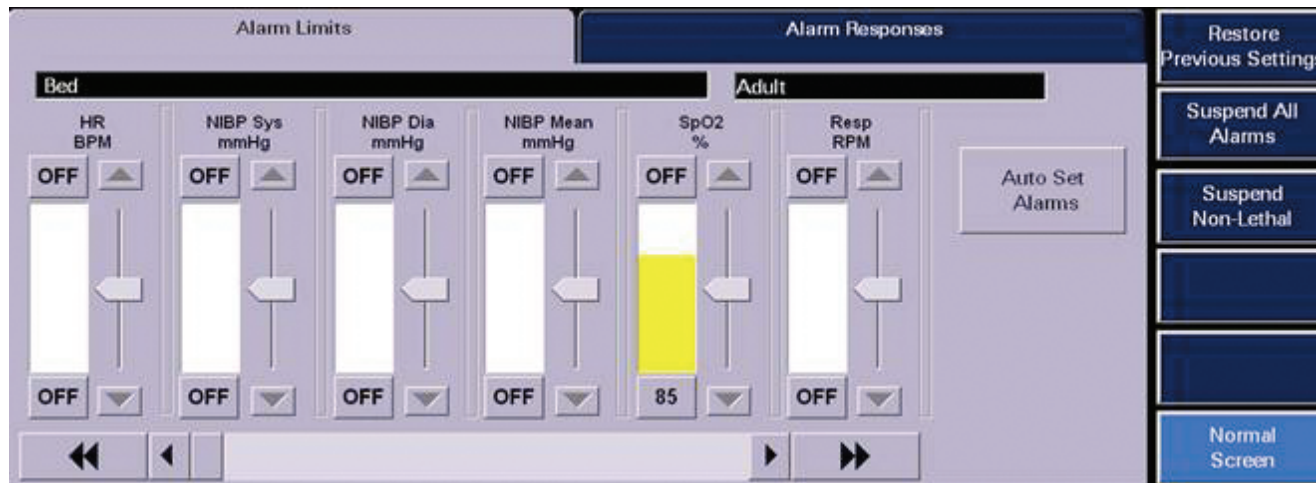 Alarm Limits
Alarm Responses
Bed
Adult
HR
BPM
NIBP Sys
mmHg
NIBP Dia
mmHg
NIBP Mean
mmHg
SpO2
%
Resp
RPM
OFF
OFF
OFF
OFF
OFF
OFF
OFF
OFF
OFF
OFF
85
OFF
Auto Set
Alarms
Restore
Previous Settings
Suspend All
Alarms
Suspend
Non-Lethal
Normal
Screen